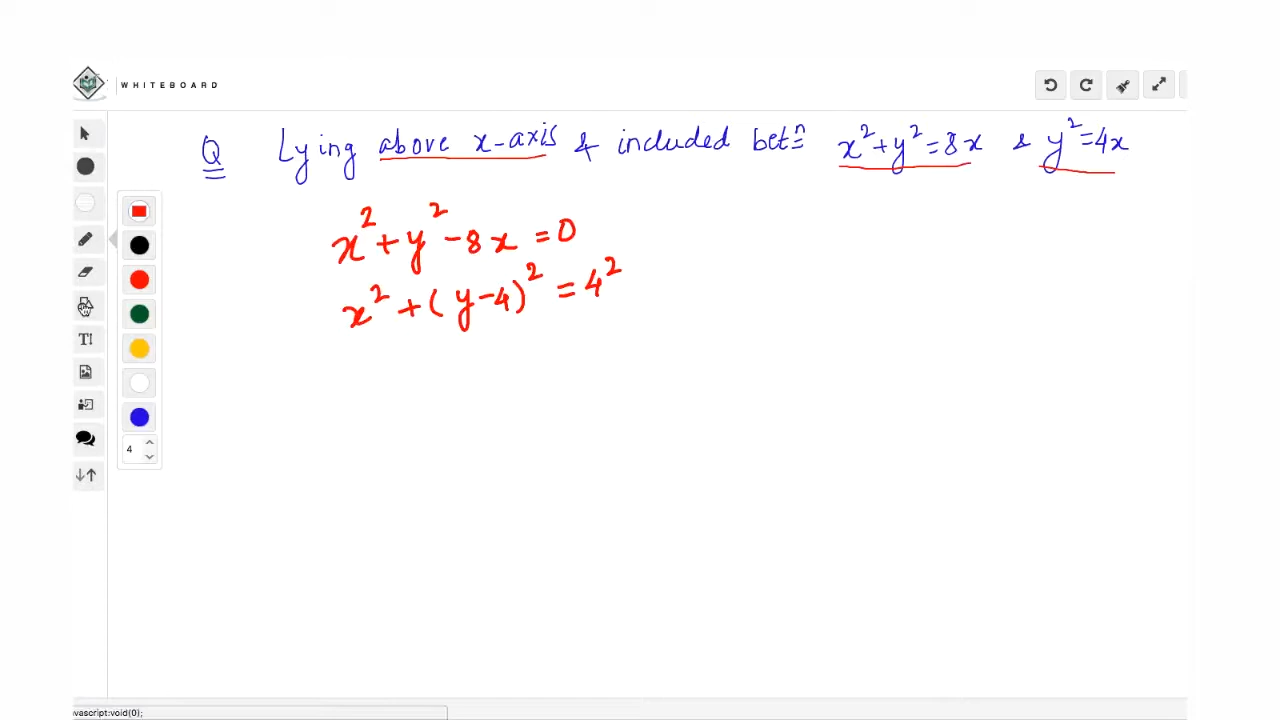 WHITEBOARD
Q Lying above x-axis & included betⁿ x²+y²=8x & y²=4x
x²+y²-8x=0
x²+(y-4)²=4²
T!
4
avascript:void(0);